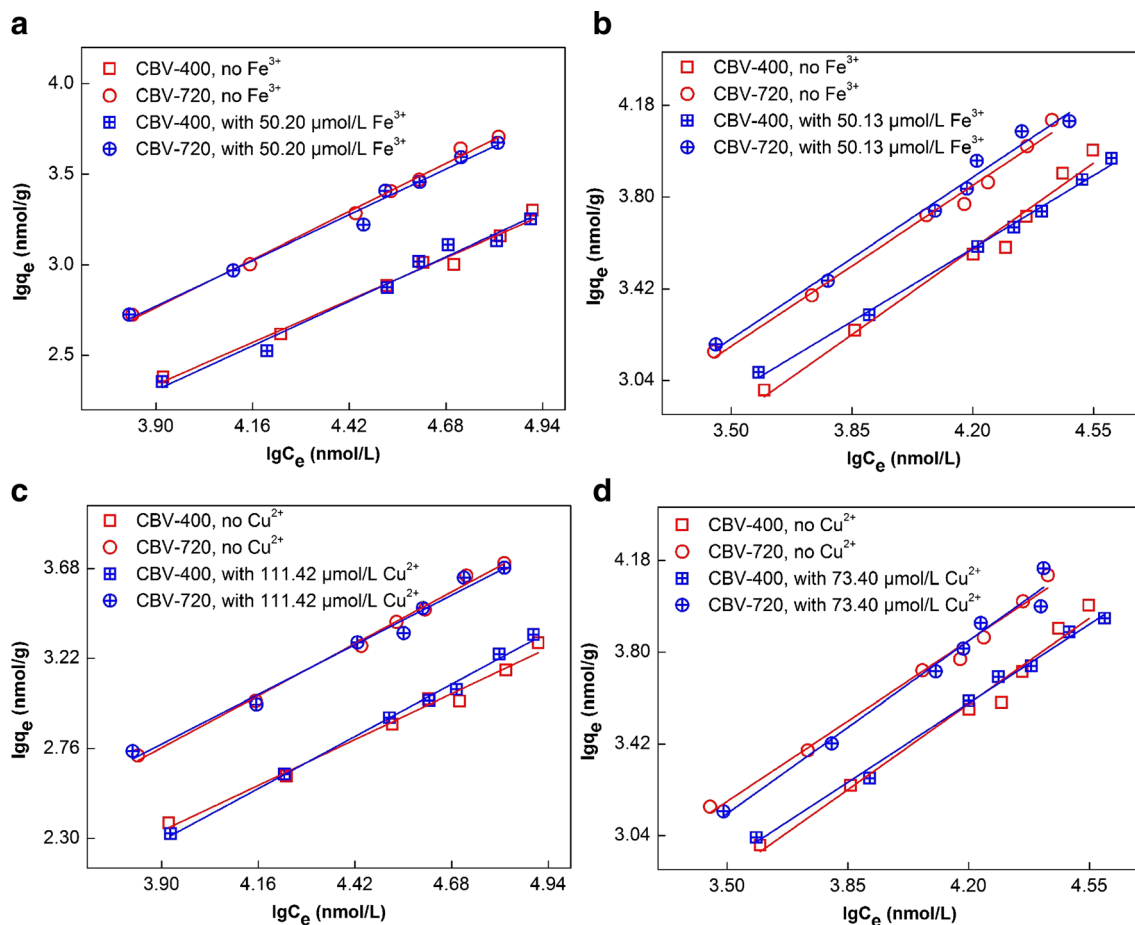 a
4.0
3.5
3.0
2.5
lgqₑ (nmol/g)
CBV-400, no Fe³⁺
CBV-720, no Fe³⁺
CBV-400, with 50.20 µmol/L Fe³⁺
CBV-720, with 50.20 µmol/L Fe³⁺
3.90 4.16 4.42 4.68 4.94
lgCₑ (nmol/L)
b
4.18
3.80
3.42
3.04
lgqₑ (nmol/g)
CBV-400, no Fe³⁺
CBV-720, no Fe³⁺
CBV-400, with 50.13 µmol/L Fe³⁺
CBV-720, with 50.13 µmol/L Fe³⁺
3.50 3.85 4.20 4.55
lgCₑ (nmol/L)
c
3.68
3.22
2.76
2.30
lgqₑ (nmol/g)
CBV-400, no Cu²⁺
CBV-720, no Cu²⁺
CBV-400, with 111.42 µmol/L Cu²⁺
CBV-720, with 111.42 µmol/L Cu²⁺
3.90 4.16 4.42 4.68 4.94
lgCₑ (nmol/L)
d
4.18
3.80
3.42
3.04
lgqₑ (nmol/g)
CBV-400, no Cu²⁺
CBV-720, no Cu²⁺
CBV-400, with 73.40 µmol/L Cu²⁺
CBV-720, with 73.40 µmol/L Cu²⁺
3.50 3.85 4.20 4.55
lgCₑ (nmol/L)